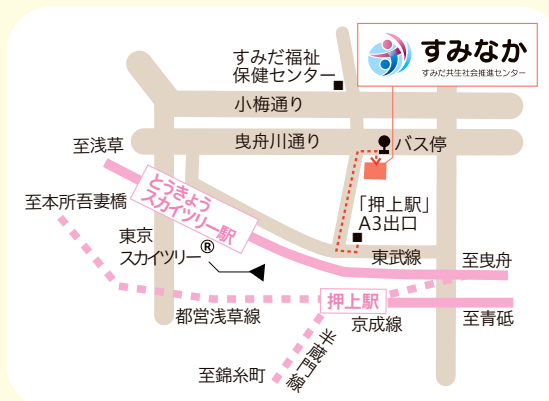 すみなか
すみだ共生社会推進センター
すみだ福祉
保健センター
小梅通り
曳舟川通り
バス停
至浅草
とうきょう
スカイツリー駅
至本所吾妻橋
「押上駅」
A3出口
東京
スカイツリー®
東武線
至曳舟
押上駅
都営浅草線
京成線
至青砥
半蔵門線
至錦糸町